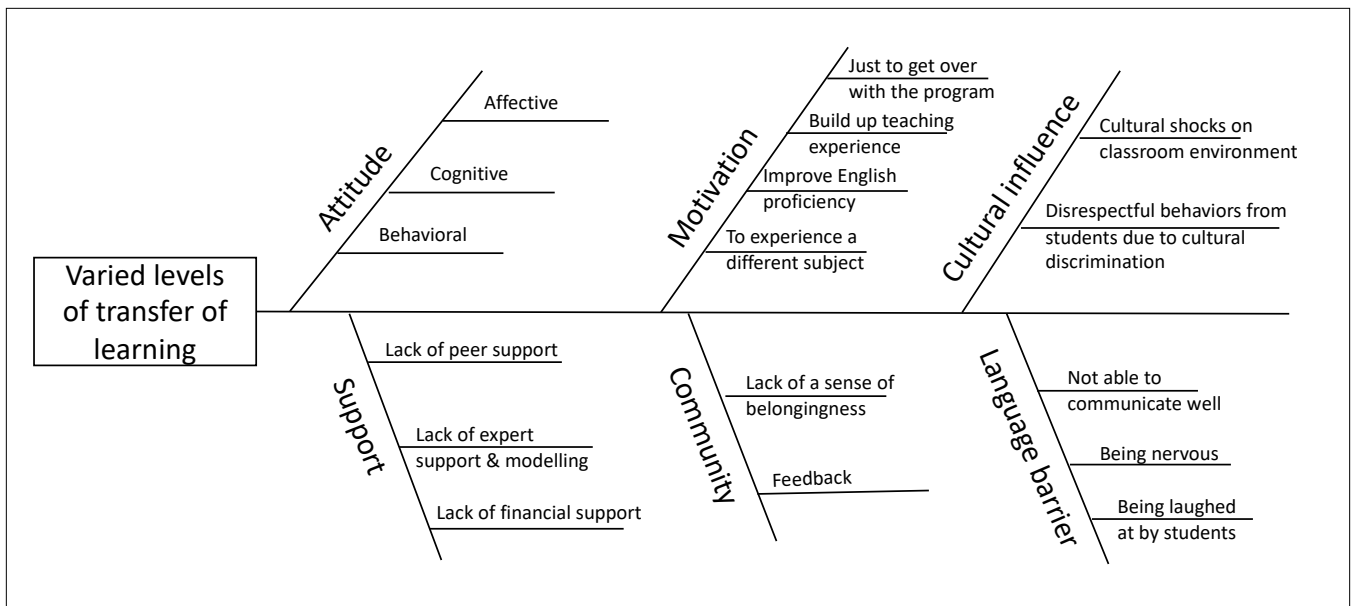 Varied levels
of transfer of
learning
Attitude
Affective
Cognitive
Behavioral
Motivation
Just to get over
with the program
Build up teaching
experience
Improve English
proficiency
To experience a
different subject
Cultural influence
Cultural shocks on
classroom environment
Disrespectful behaviors from
students due to cultural
discrimination
Support
Lack of peer support
Lack of expert
support & modelling
Lack of financial support
Community
Lack of a sense of
belongingness
Feedback
Language barrier
Not able to
communicate well
Being nervous
Being laughed
at by students